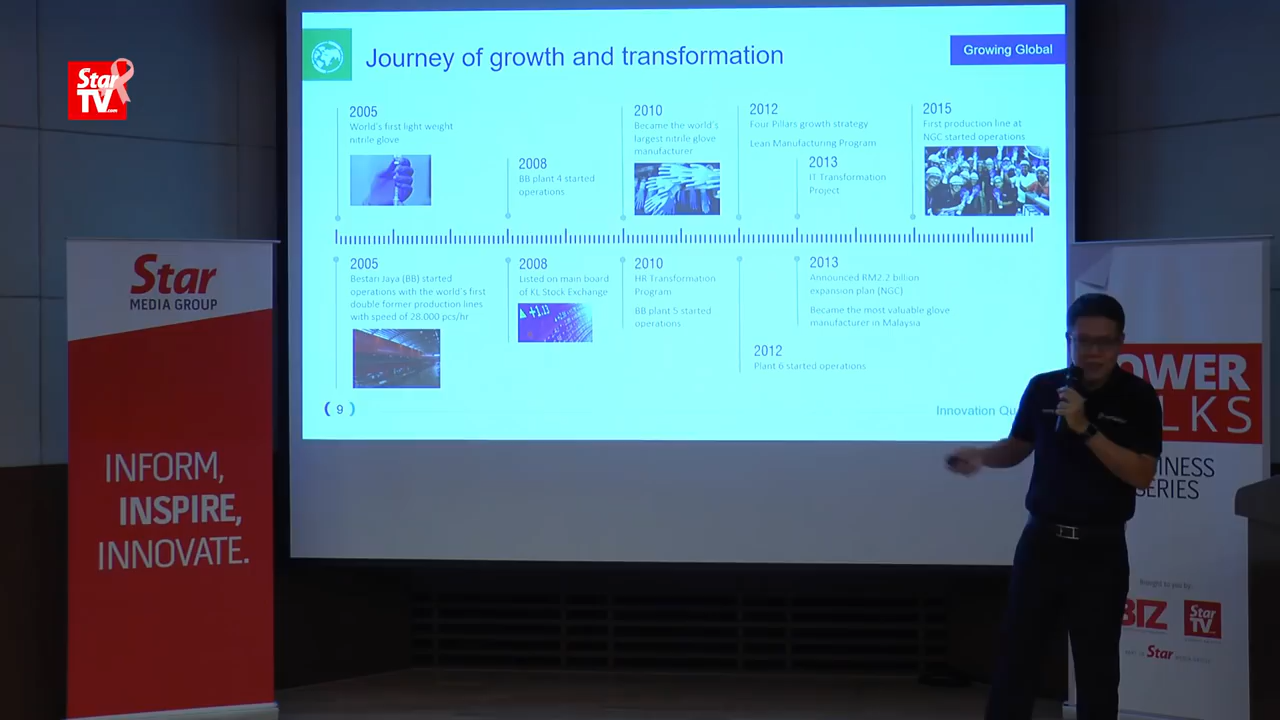 Star
TV.com
Journey of growth and transformation
Growing Global
2005
World's first light weight
nitrile glove
2008
BB plant 4 started
operations
2010
Became the world's
largest nitrile glove
manufacturer
2012
Four Pillars growth strategy
Lean Manufacturing Program
2013
IT Transformation
Project
2015
First production line at
NGC started operations
2005
Bestari Jaya (BB) started
operations with the world's first
double former production lines
with speed of 28.000 pcs/hr
2008
Listed on main board
of KL Stock Exchange
2010
HR Transformation
Program
BB plant 5 started
operations
2012
Plant 6 started operations
2013
Announced RM2.2 billion
expansion plan (NGC)
Became the most valuable glove
manufacturer in Malaysia
( 9 )
Innovation Qu
Star
MEDIA GROUP
INFORM,
INSPIRE,
INNOVATE.
OWER
LKS
INESS
SERIES
Brought to you by:
BIZ
Star
TV
Star